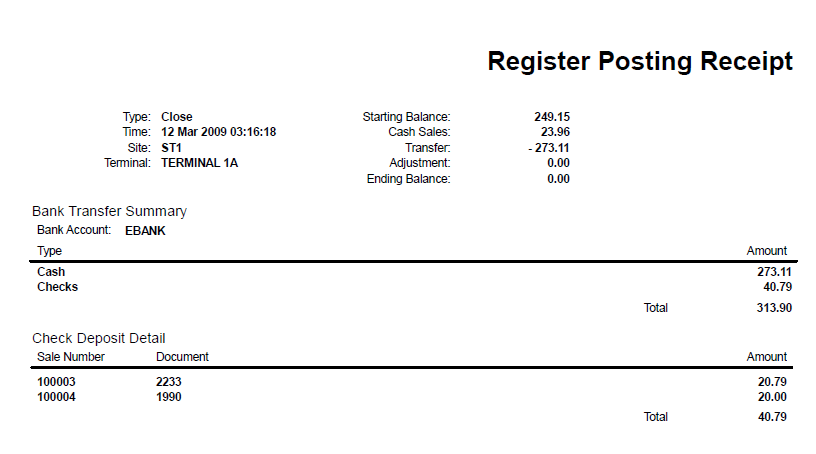 Register Posting Receipt
Type: Close Starting Balance: 249.15
Time: 12 Mar 2009 03:16:18 Cash Sales: 23.96
Site: ST1 Transfer: - 273.11
Terminal: TERMINAL 1A Adjustment: 0.00
Ending Balance: 0.00
Bank Transfer Summary
Bank Account: EBANK
Type Amount
Cash 273.11
Checks 40.79
Total 313.90
Check Deposit Detail
Sale Number Document Amount
100003 2233 20.79
100004 1990 20.00
Total 40.79